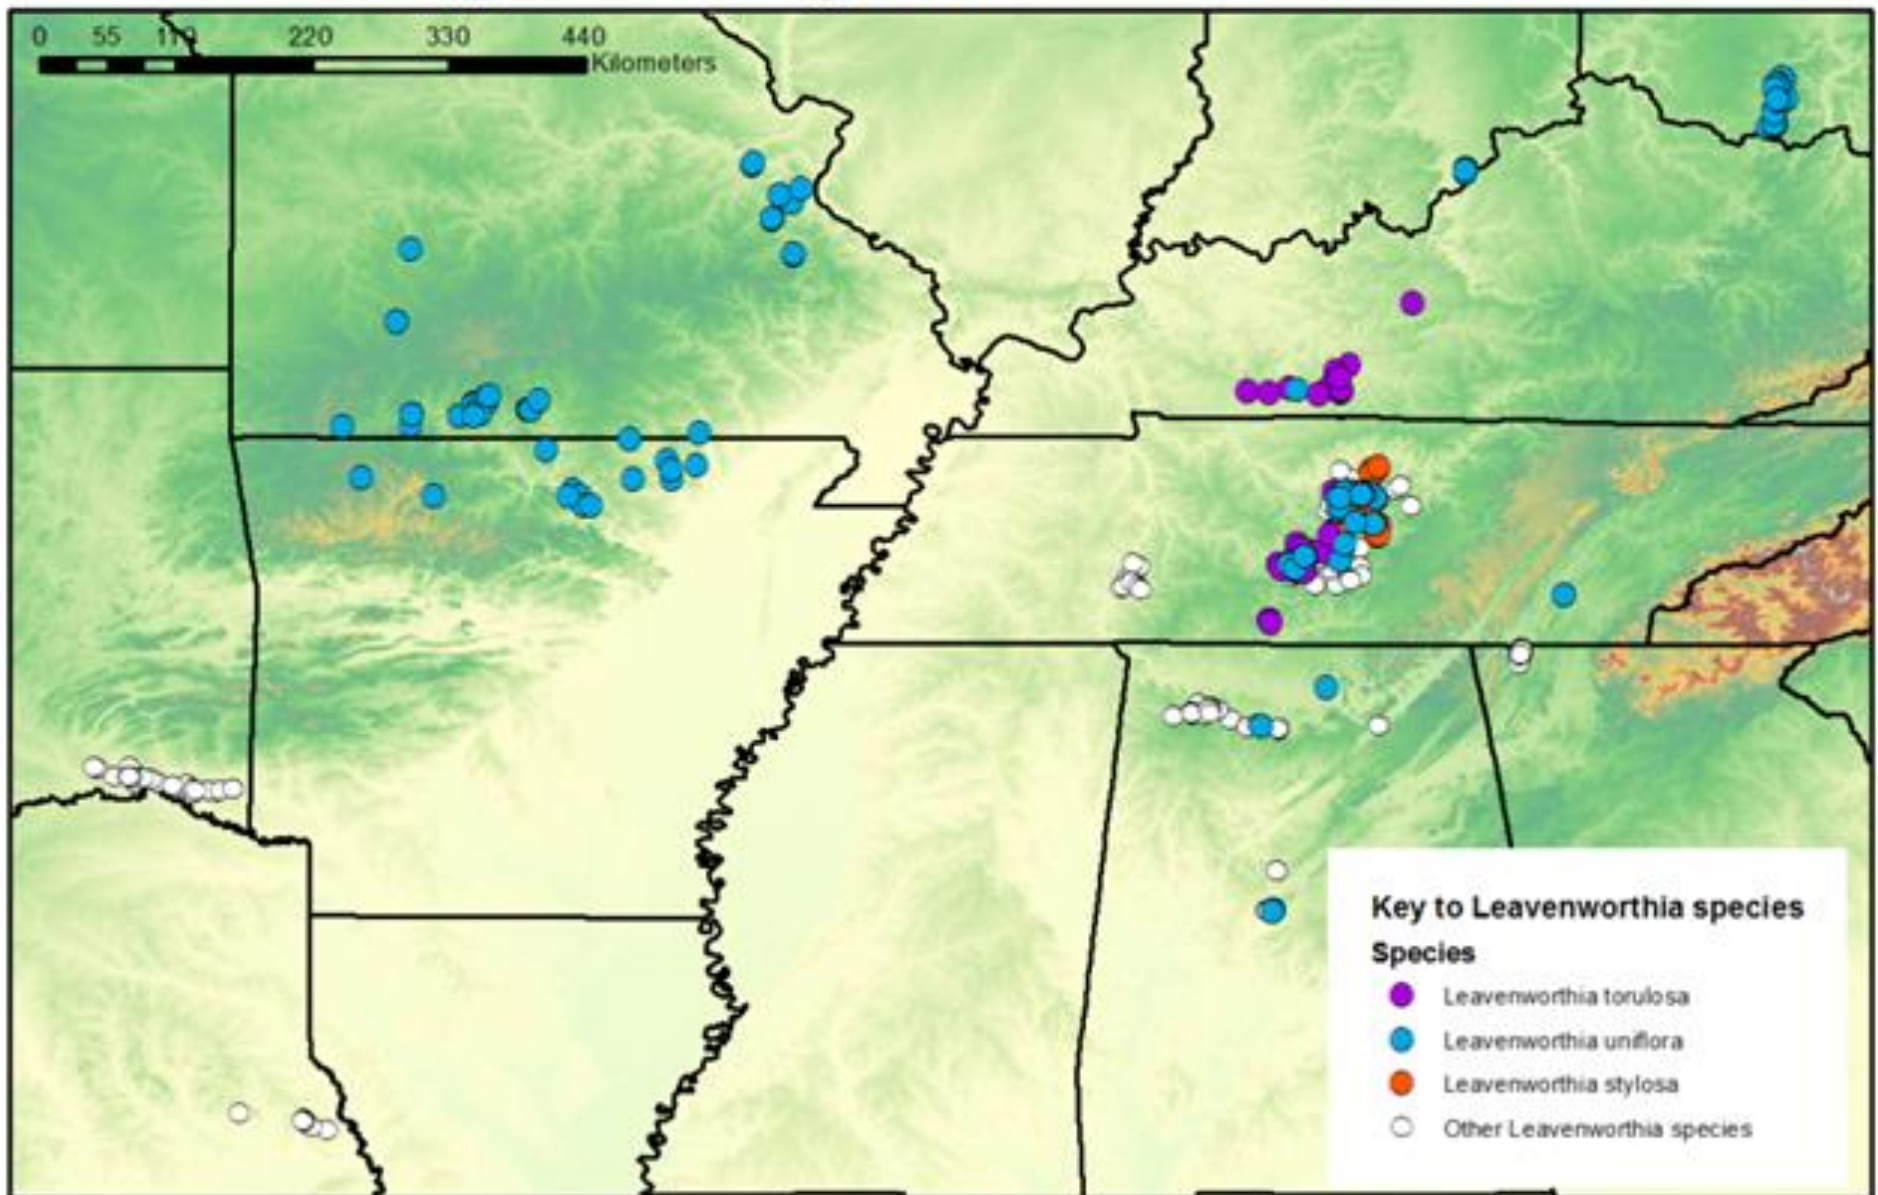 0 55 110 220 330 440
Kilometers
Key to Leavenworthia species
Species
Leavenworthia torulosa
Leavenworthia uniflora
Leavenworthia stylosa
Other Leavenworthia species